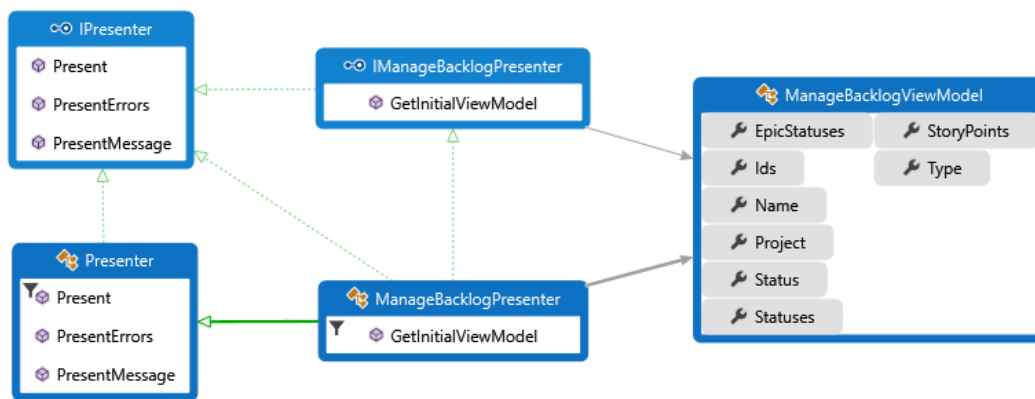 IPresenter
Present
PresentErrors
PresentMessage
IManageBacklogPresenter
GetInitialViewModel
ManageBacklogViewModel
EpicStatuses
StoryPoints
Ids
Type
Name
Project
Status
Statuses
Presenter
Present
PresentErrors
PresentMessage
ManageBacklogPresenter
GetInitialViewModel